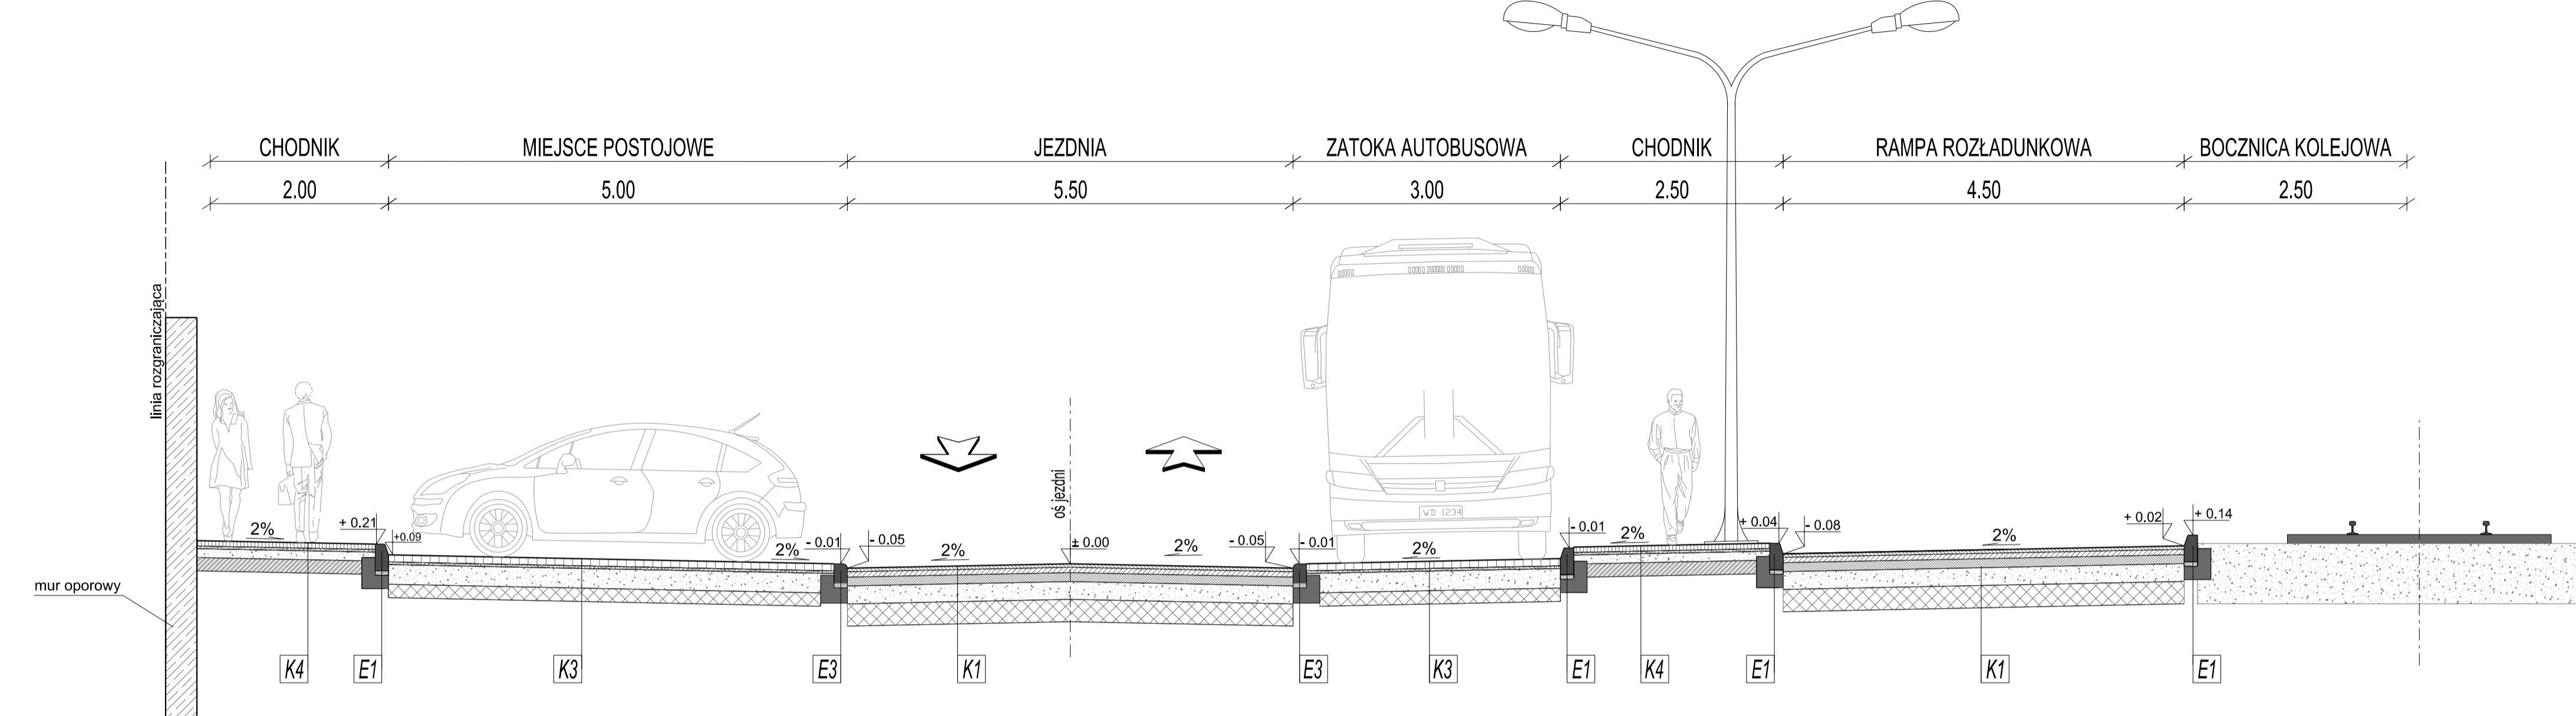 CHODNIK MIEJSCE POSTOJOWE JEZDNIA ZATOKA AUTOBUSOWA CHODNIK RAMPA ROZŁADUNKOWA BOCZNICA KOLEJOWA
2.00 5.00 5.50 3.00 2.50 4.50 2.50
linia rozgraniczająca
oś jezdni
WD 1234
2% + 0.21 +0.09 2% - 0.01 - 0.05 2% ± 0.00 2% - 0.05 - 0.01 2% - 0.01 2% + 0.04 - 0.08 2% + 0.02 + 0.14
mur oporowy
K4 E1 K3 E3 K1 E3 K3 E1 K4 E1 K1 E1